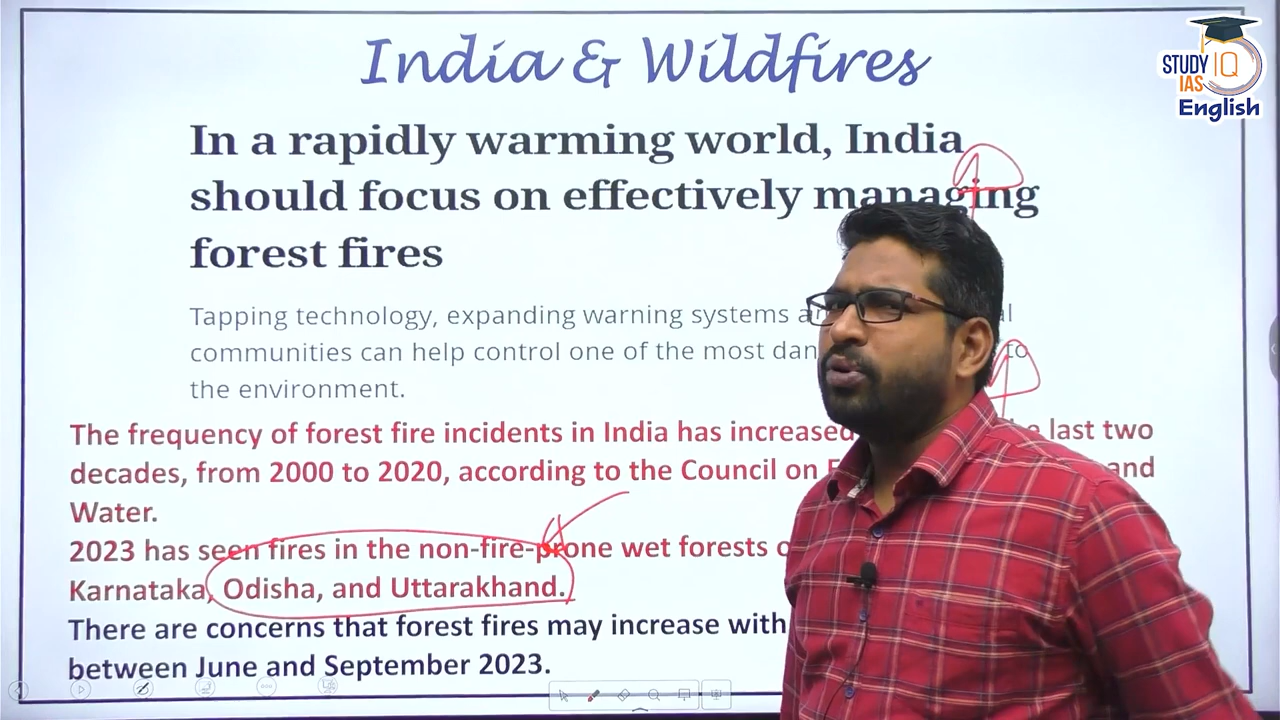 India & Wildfires
STUDY IQ
IAS
English
In a rapidly warming world, India
should focus on effectively managing
forest fires
Tapping technology, expanding warning systems
communities can help control one of the most to
the environment.
The frequency of forest fire incidents in India has increased last two
decades, from 2000 to 2020, according to the Council on and
Water.
2023 has seen fires in the non-fire-prone wet forests
Karnataka, Odisha, and Uttarakhand.
There are concerns that forest fires may increase with
between June and September 2023.